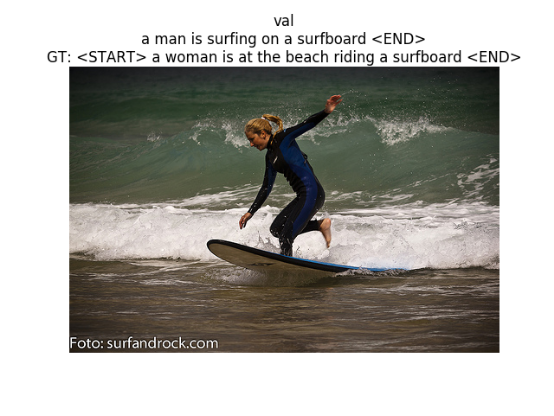 val
a man is surfing on a surfboard <END>
GT: <START> a woman is at the beach riding a surfboard <END>
Foto: surfandrock.com